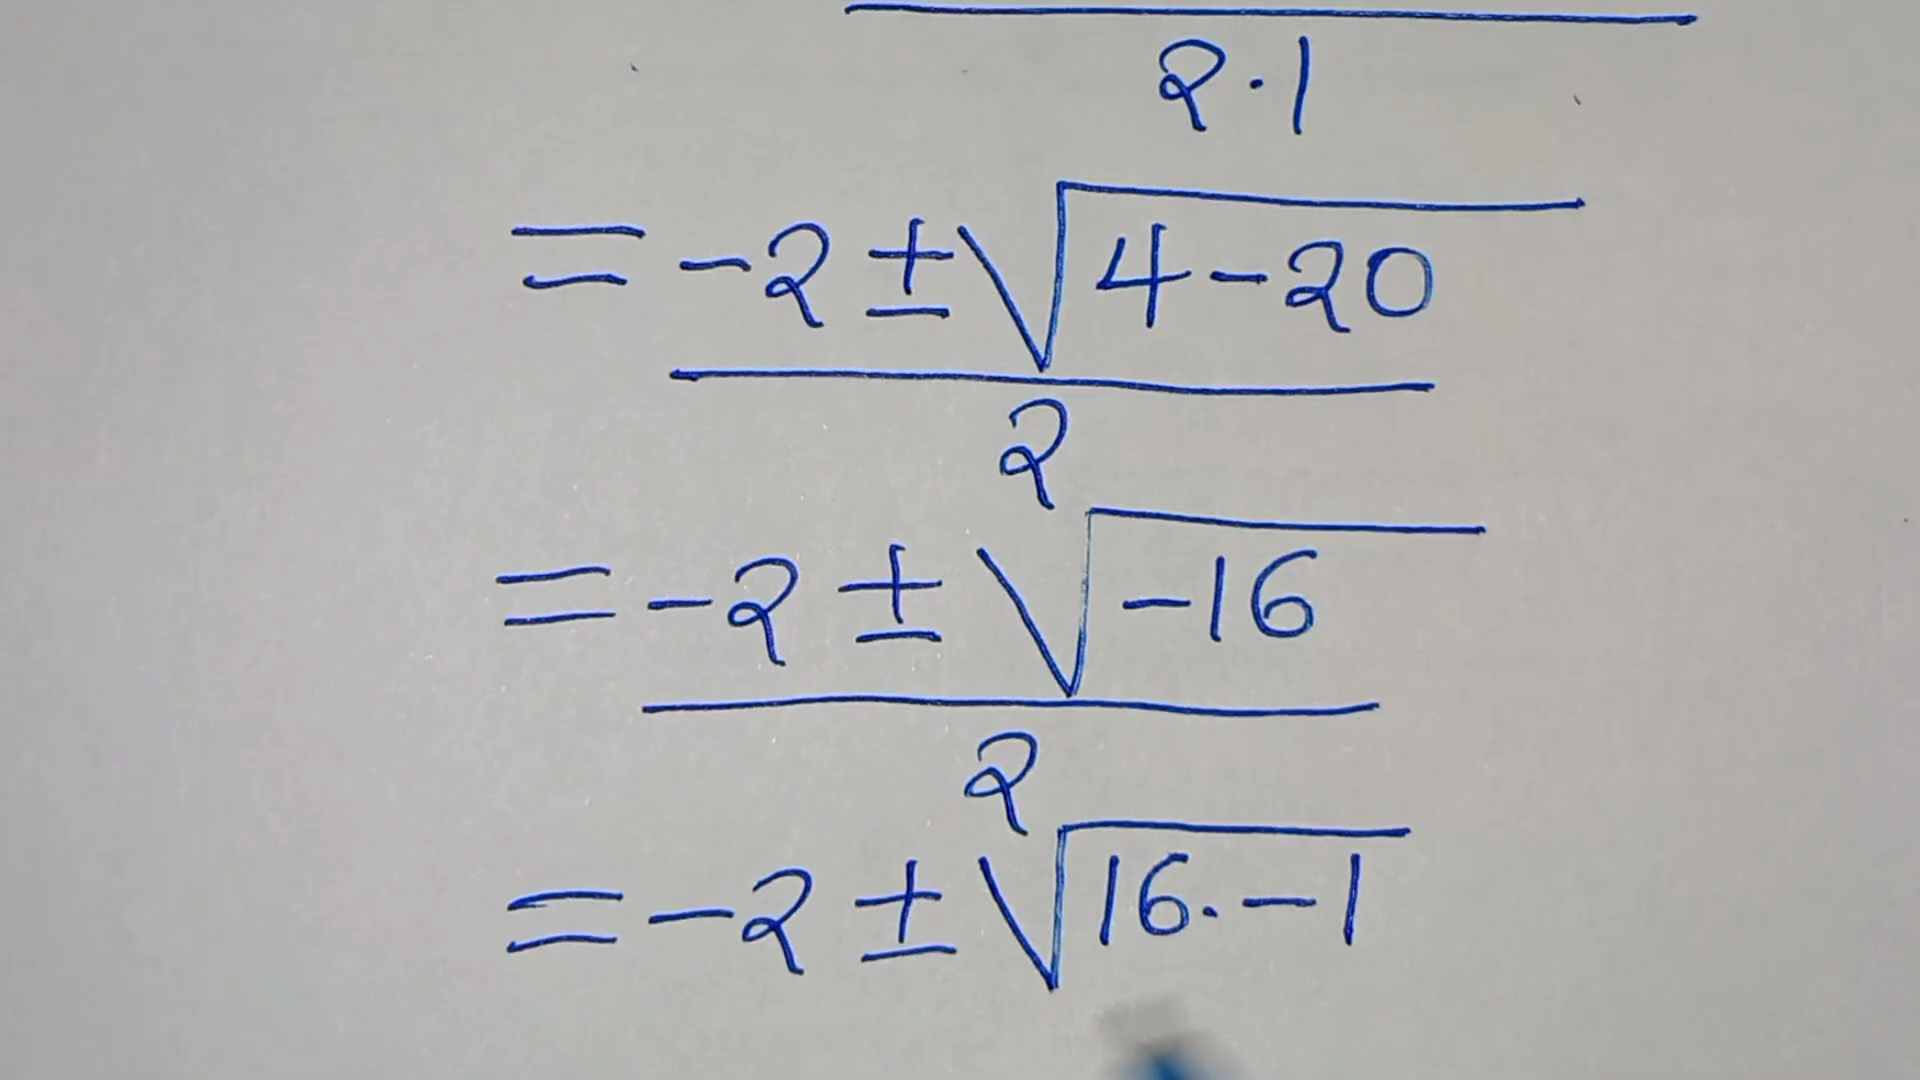 2·1
= -2 ± √4-20
2
= -2 ± √-16
2
= -2 ± √16·-1